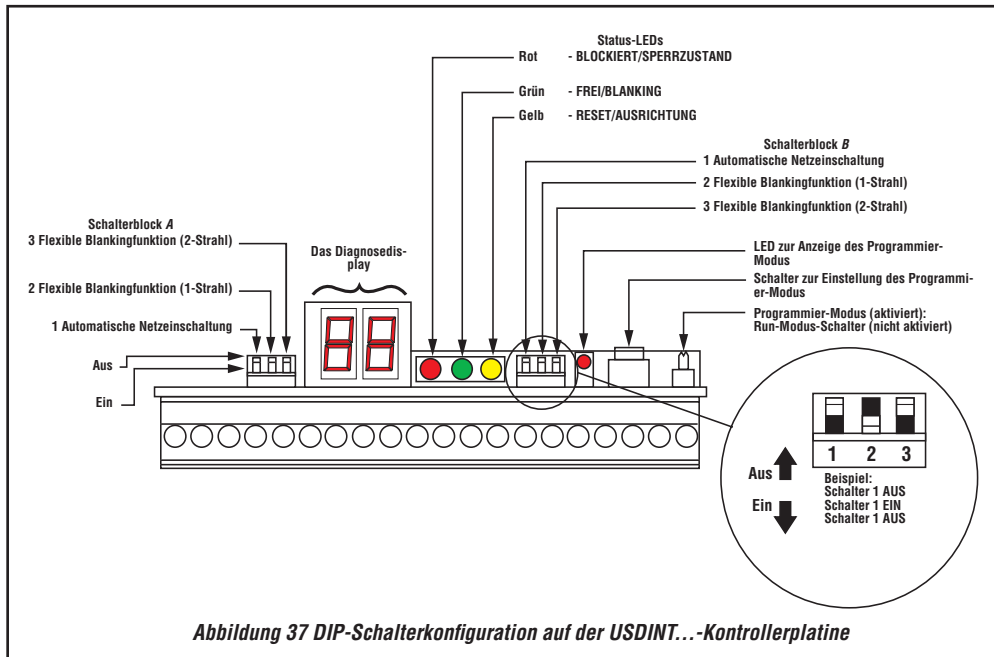 Status-LEDs
Rot - BLOCKIERT/SPERRZUSTAND
Grün - FREI/BLANKING
Gelb - RESET/AUSRICHTUNG
Schalterblock B
1 Automatische Netzeinschaltung
2 Flexible Blankingfunktion (1-Strahl)
3 Flexible Blankingfunktion (2-Strahl)
Schalterblock A
3 Flexible Blankingfunktion (2-Strahl)
2 Flexible Blankingfunktion (1-Strahl)
1 Automatische Netzeinschaltung
Aus
Ein
Das Diagnosedis-
play
88
LED zur Anzeige des Programmier-
Modus
Schalter zur Einstellung des Programmi-
er-Modus
Programmier-Modus (aktiviert):
Run-Modus-Schalter (nicht aktiviert)
1 2 3
Aus
Ein
Beispiel:
Schalter 1 AUS
Schalter 1 EIN
Schalter 1 AUS
Abbildung 37 DIP-Schalterkonfiguration auf der USDINT...-Kontrollerplatine